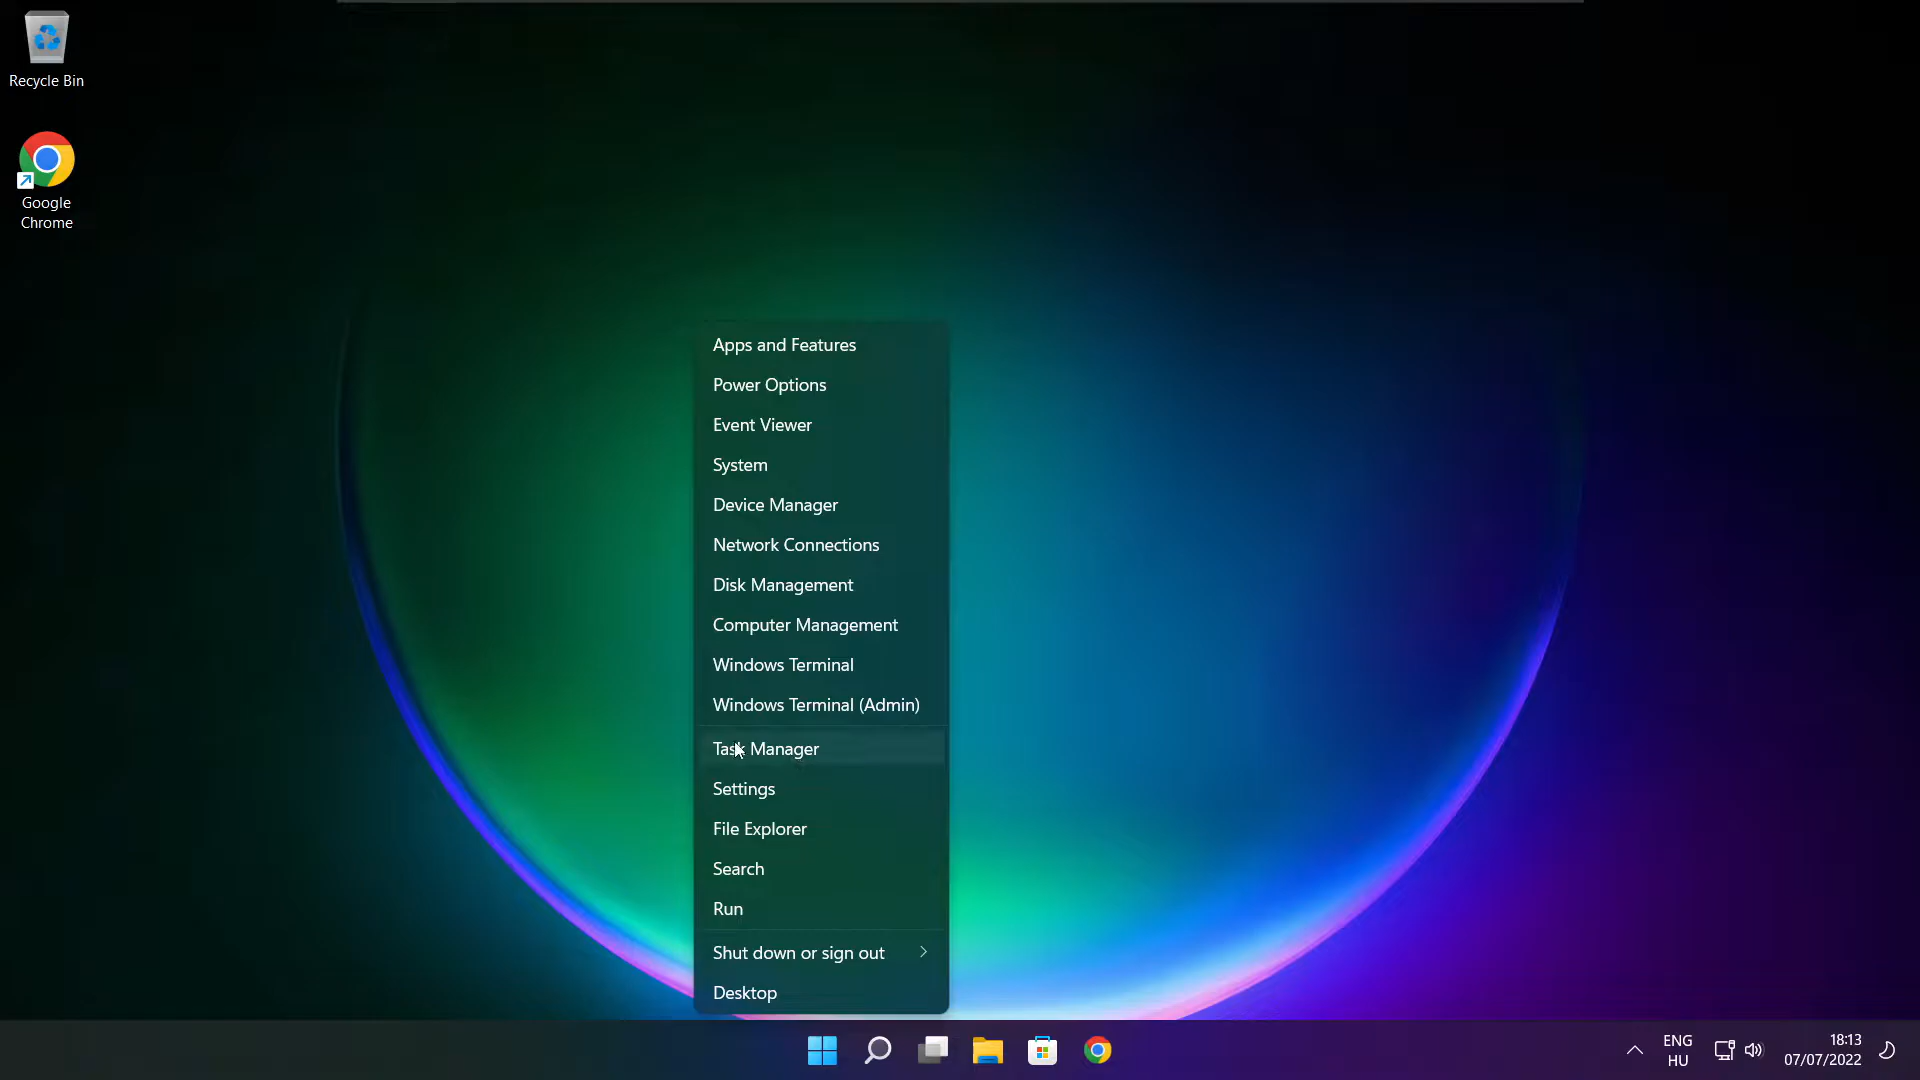 Recycle Bin
Google
Chrome
Apps and Features
Power Options
Event Viewer
System
Device Manager
Network Connections
Disk Management
Computer Management
Windows Terminal
Windows Terminal (Admin)
Task Manager
Settings
File Explorer
Search
Run
Shut down or sign out
Desktop
ENG
HU
18:13
07/07/2022